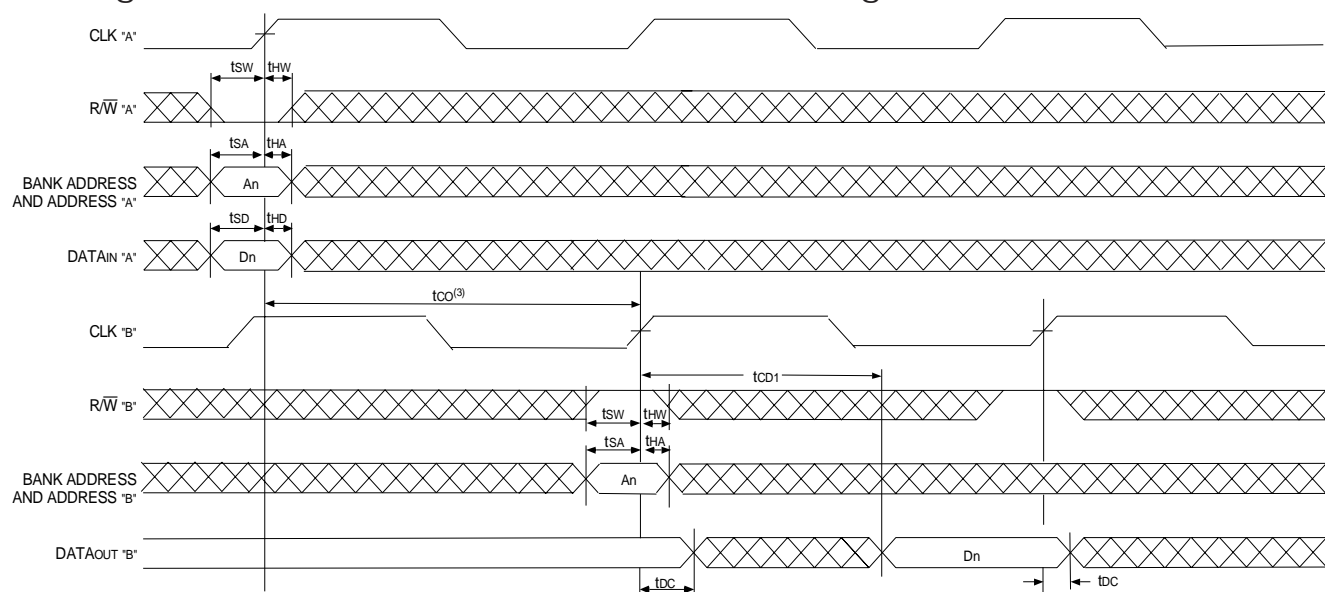 CLK "A"
tSW tHW
R/W̅ "A"
tSA tHA
BANK ADDRESS
AND ADDRESS "A"
An
tSD tHD
DATAIN "A"
Dn
tCO(3)
CLK "B"
tCD1
R/W̅ "B"
tSW tHW
tSA tHA
BANK ADDRESS
AND ADDRESS "B"
An
DATAOUT "B"
Dn
tDC
tDC